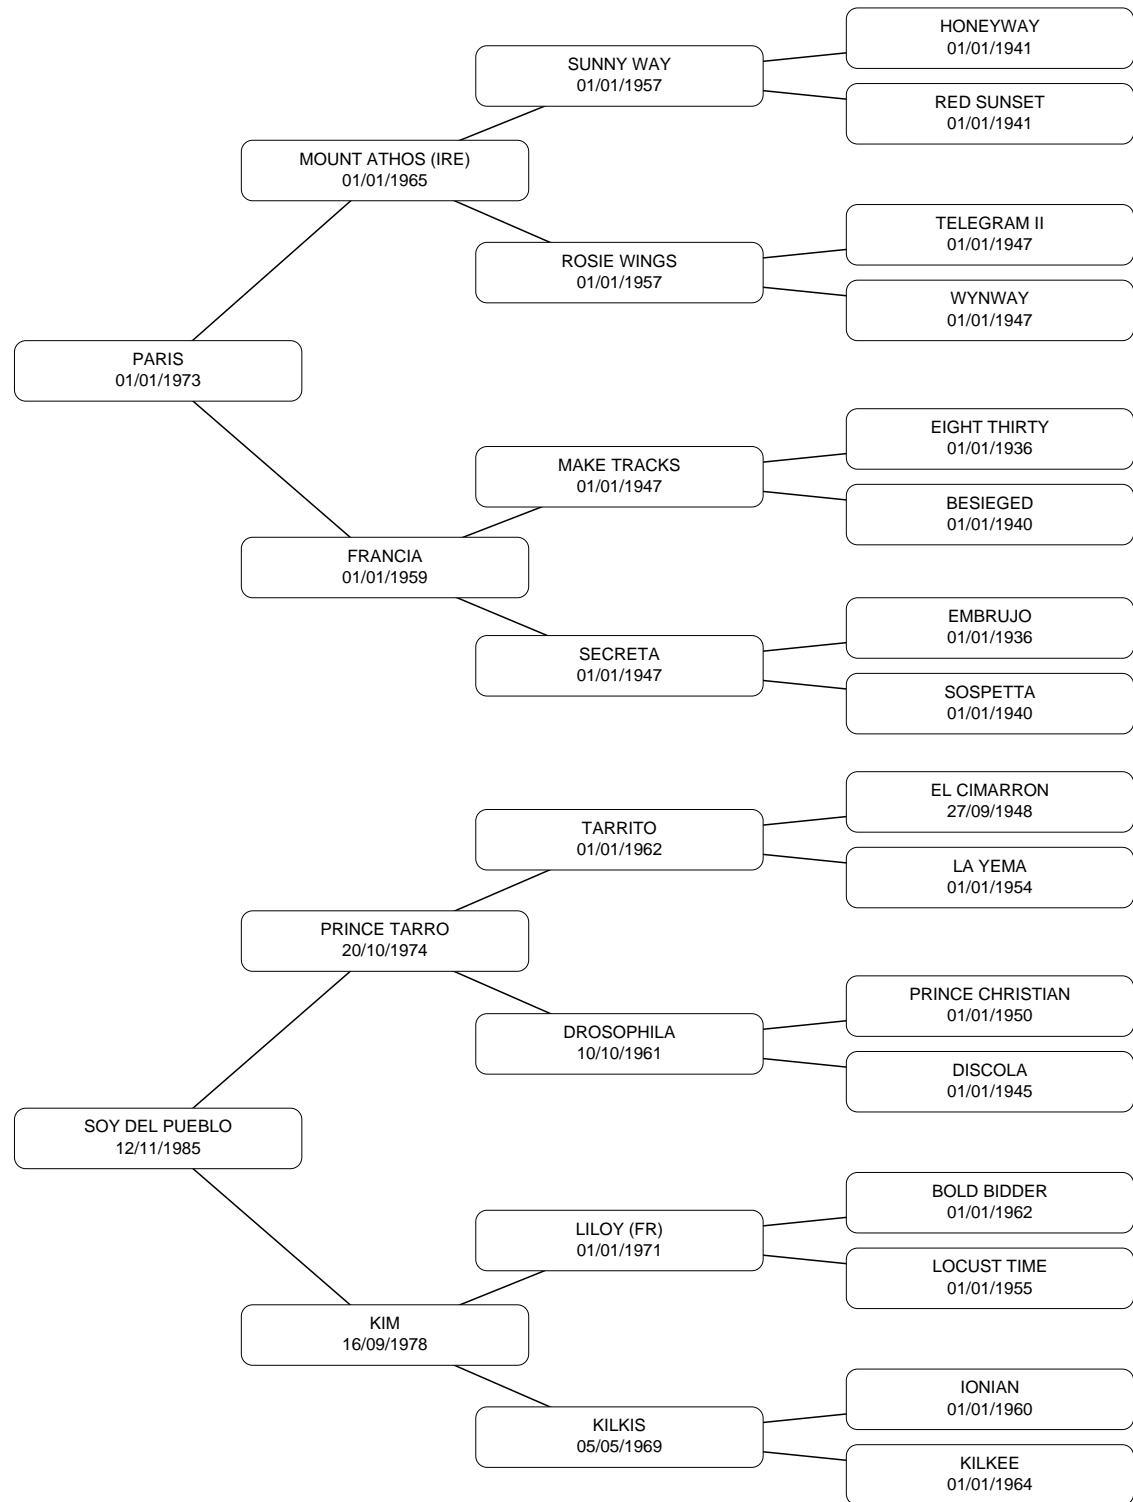 HONEYWAY
01/01/1941
SUNNY WAY
01/01/1957
RED SUNSET
01/01/1941
MOUNT ATHOS (IRE)
01/01/1965
TELEGRAM II
01/01/1947
ROSIE WINGS
01/01/1957
WYNWAY
01/01/1947
PARIS
01/01/1973
EIGHT THIRTY
01/01/1936
MAKE TRACKS
01/01/1947
BESIEGED
01/01/1940
FRANCIA
01/01/1959
EMBRUJO
01/01/1936
SECRETA
01/01/1947
SOSPETTA
01/01/1940
EL CIMARRON
27/09/1948
TARRITO
01/01/1962
LA YEMA
01/01/1954
PRINCE TARRO
20/10/1974
PRINCE CHRISTIAN
01/01/1950
DROSOPHILA
10/10/1961
DISCOLA
01/01/1945
SOY DEL PUEBLO
12/11/1985
BOLD BIDDER
01/01/1962
LILOY (FR)
01/01/1971
LOCUST TIME
01/01/1955
KIM
16/09/1978
IONIAN
01/01/1960
KILKIS
05/05/1969
KILKEE
01/01/1964